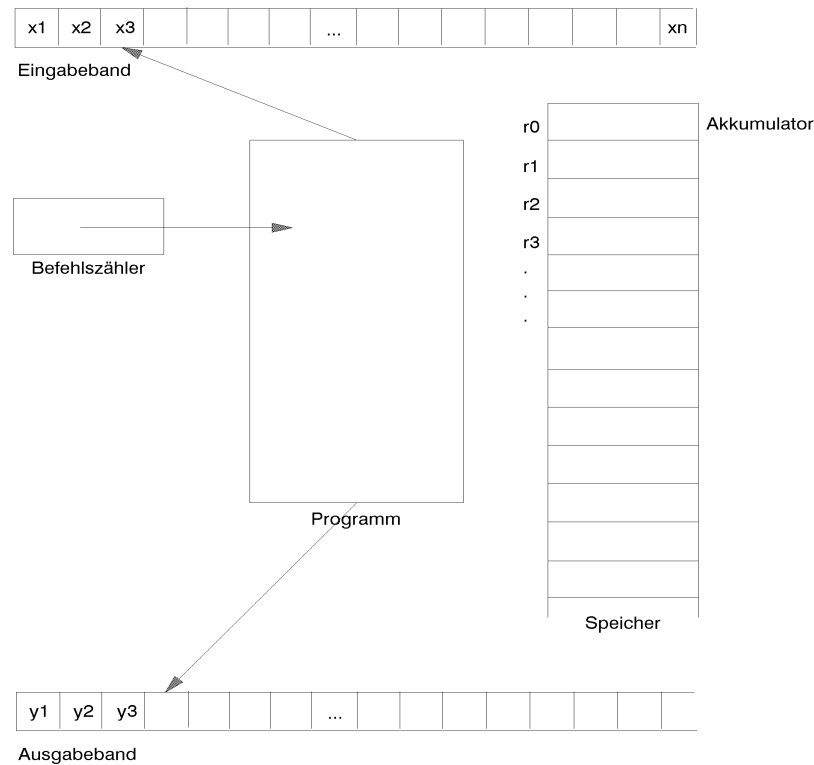 x1 x2 x3 ... xn
Eingabeband
r0 Akkumulator
r1
r2
r3
.
.
.
Befehlszähler
Programm
Speicher
y1 y2 y3 ...
Ausgabeband